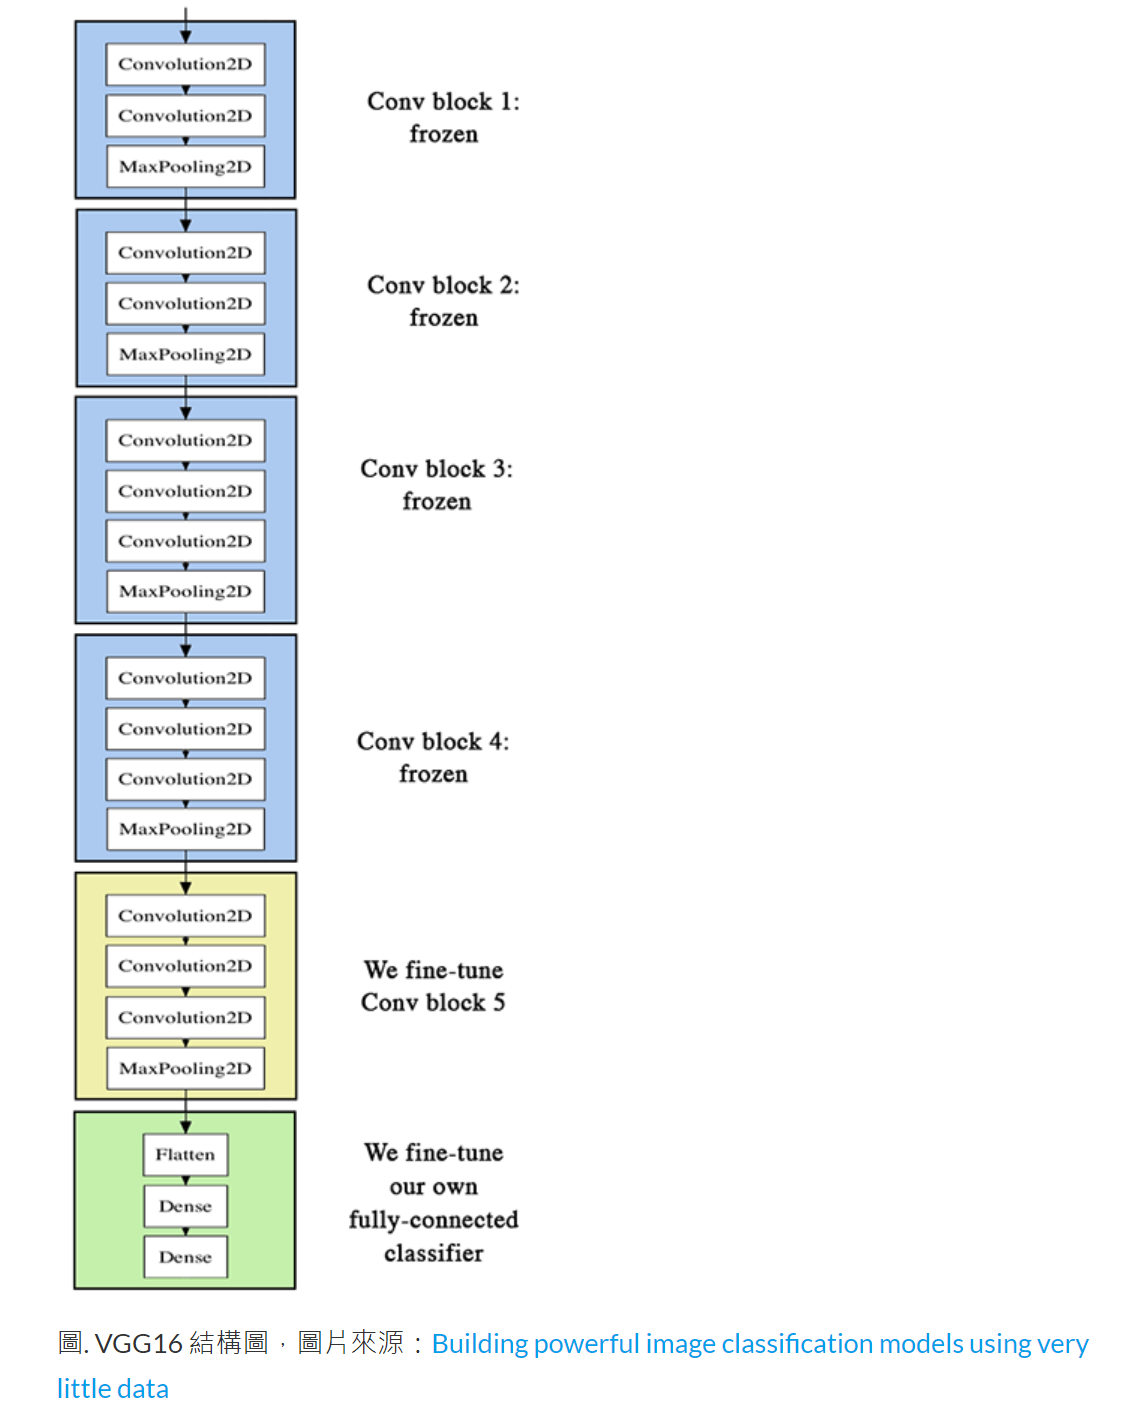 Convolution2D
Convolution2D
MaxPooling2D
Conv block 1:
frozen
Convolution2D
Convolution2D
MaxPooling2D
Conv block 2:
frozen
Convolution2D
Convolution2D
Convolution2D
MaxPooling2D
Conv block 3:
frozen
Convolution2D
Convolution2D
Convolution2D
MaxPooling2D
Conv block 4:
frozen
Convolution2D
Convolution2D
Convolution2D
MaxPooling2D
We fine-tune
Conv block 5
Flatten
Dense
Dense
We fine-tune
our own
fully-connected
classifier
圖. VGG16 結構圖，圖片來源：Building powerful image classification models using very
little data